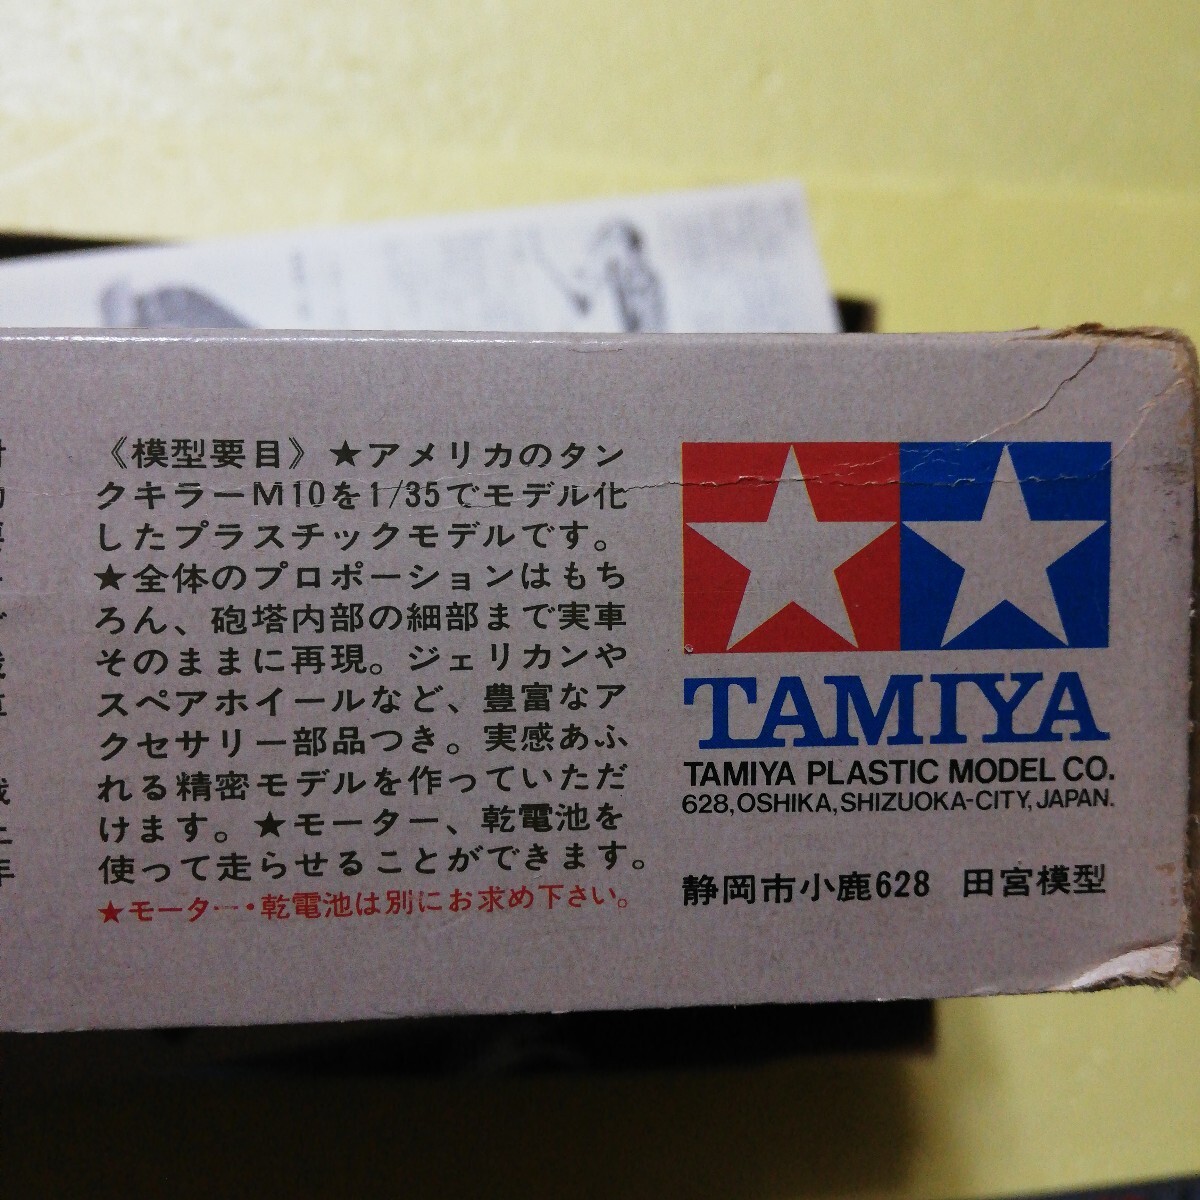 《模型要目》★アメリカのタン
クキラーM10を1/35でモデル化
したプラスチックモデルです。
★全体のプロポーションはもち
ろん、砲塔内部の細部まで実車
そのままに再現。ジェリカンや
スペアホイールなど、豊富なア
クセサリー部品つき。実感あふ
れる精密モデルを作っていただ
けます。★モーター、乾電池を
使って走らせることができます。
★モーター・乾電池は別にお求め下さい。
TAMIYA
TAMIYA PLASTIC MODEL CO.
628,OSHIKA,SHIZUOKA-CITY,JAPAN.
静岡市小鹿628 田宮模型